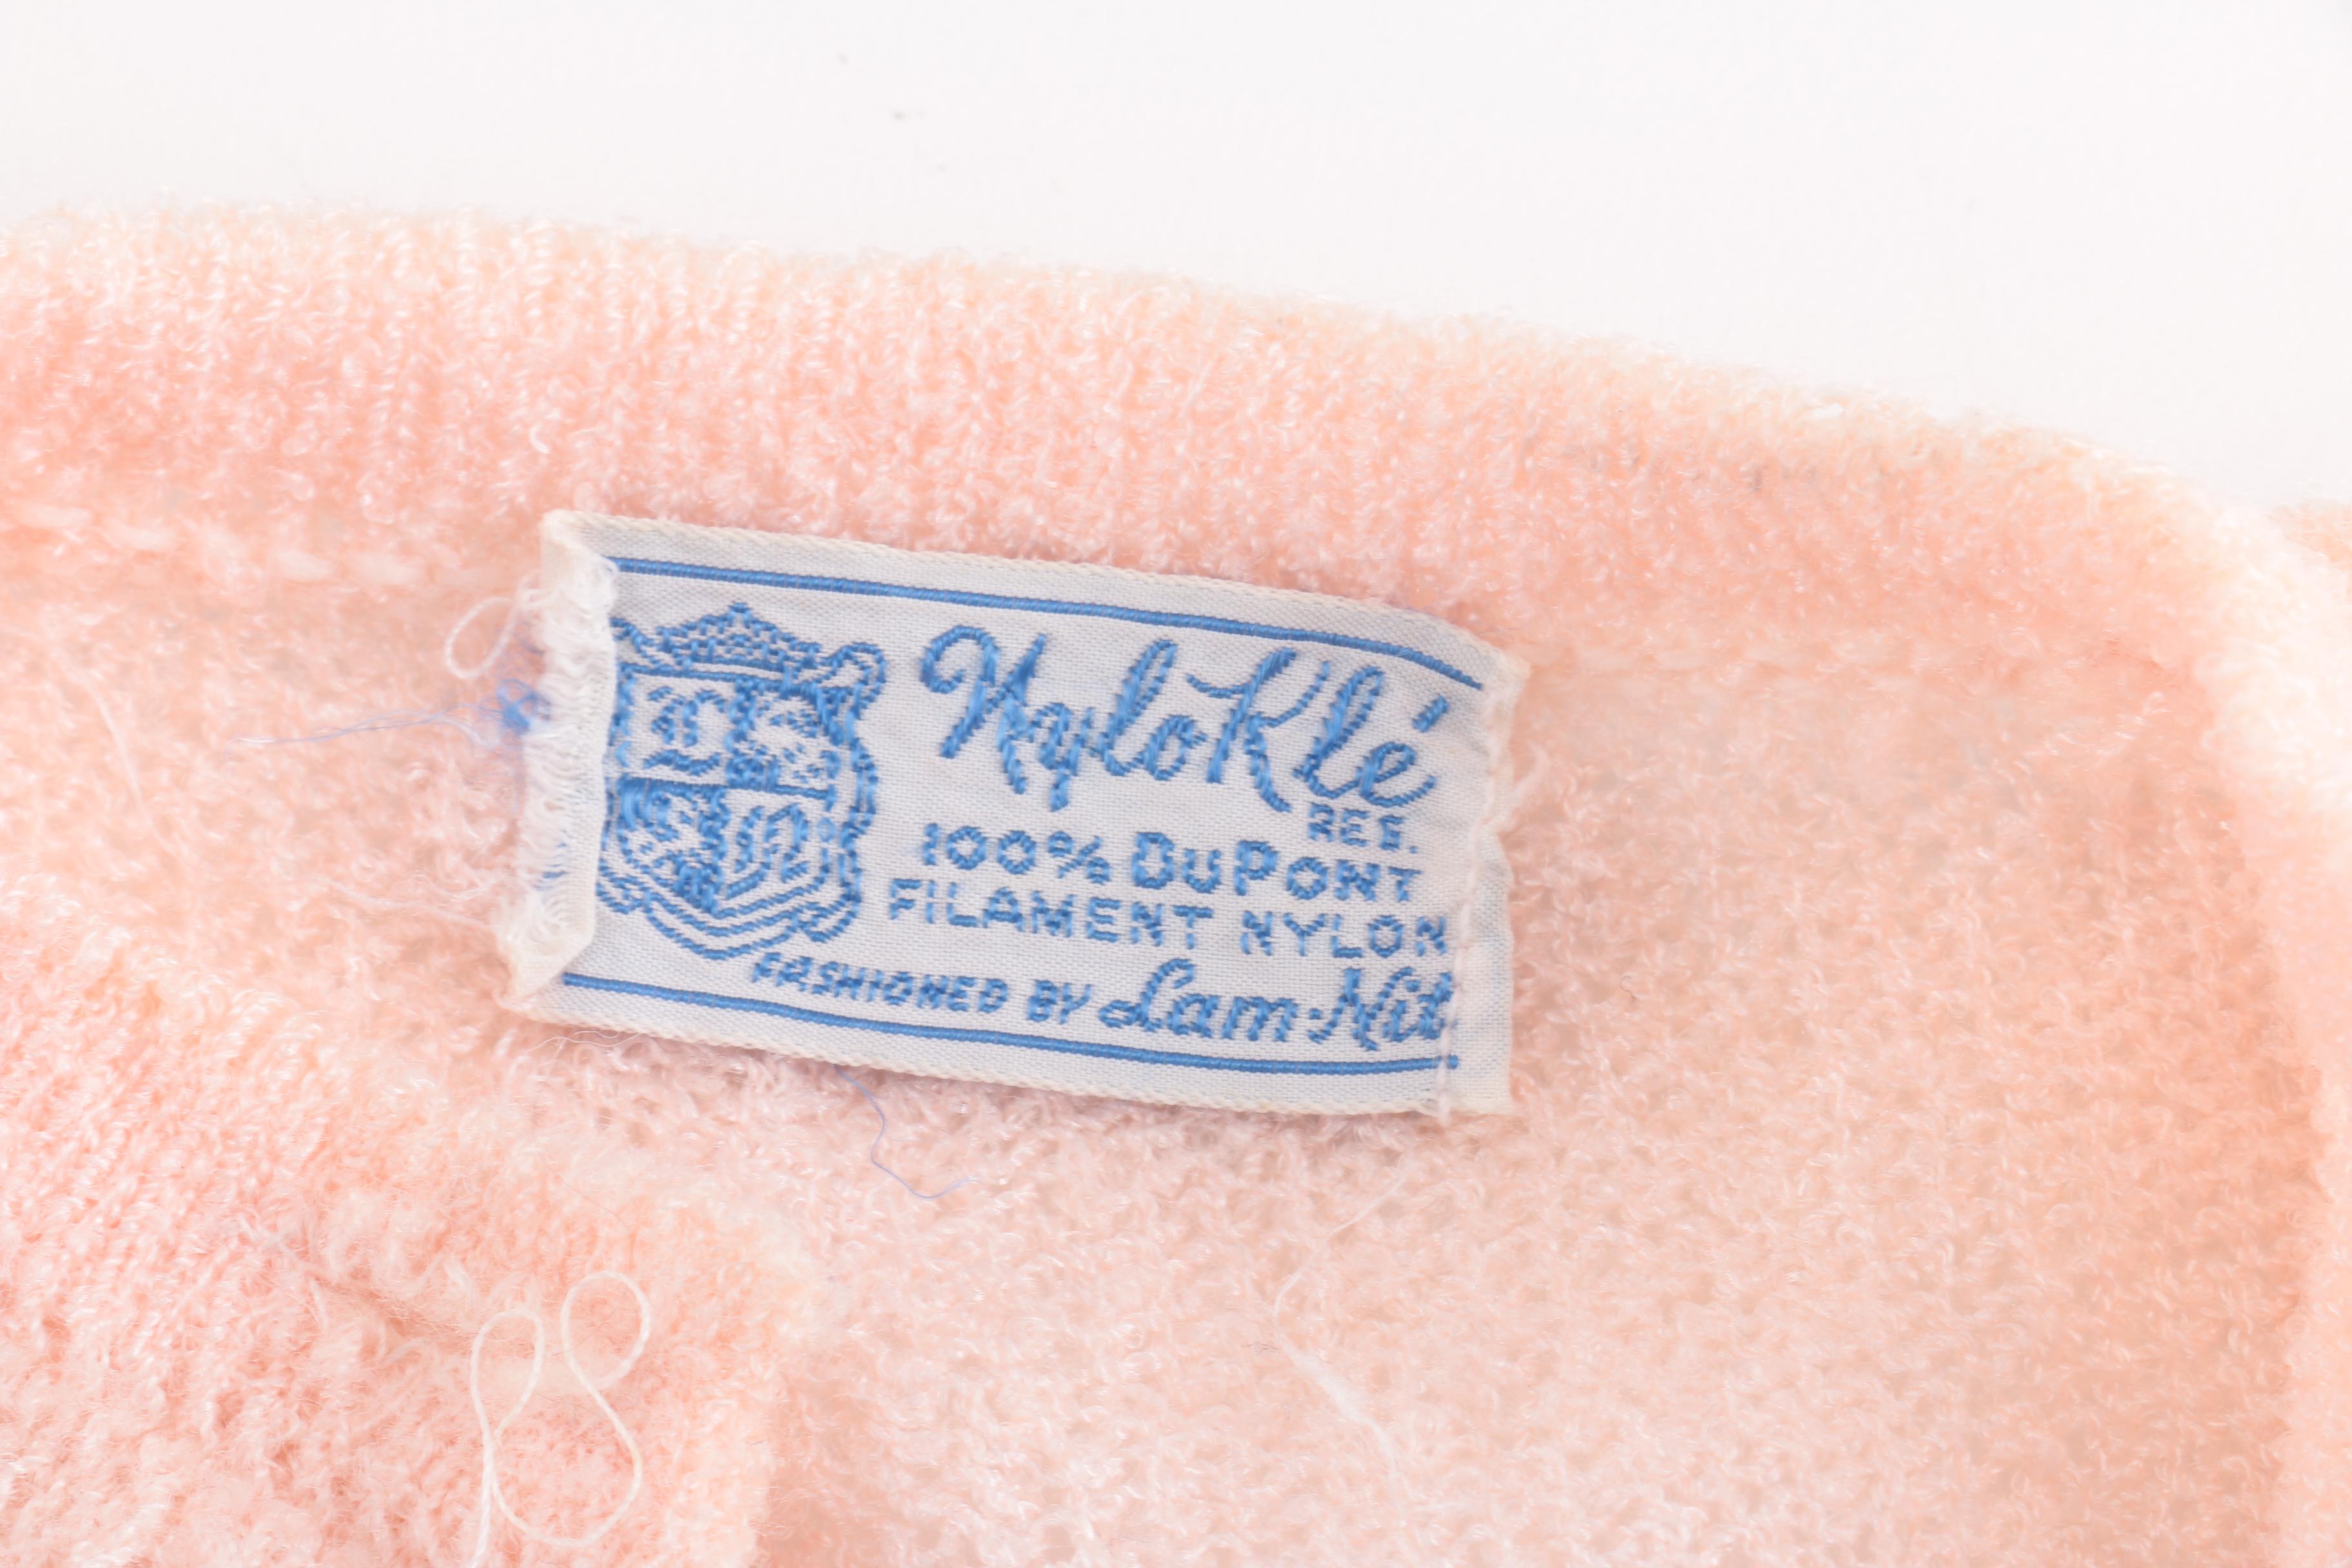 NyloKlé
REG.
100% DuPONT
FILAMENT NYLON
FASHIONED BY Lam-Nit